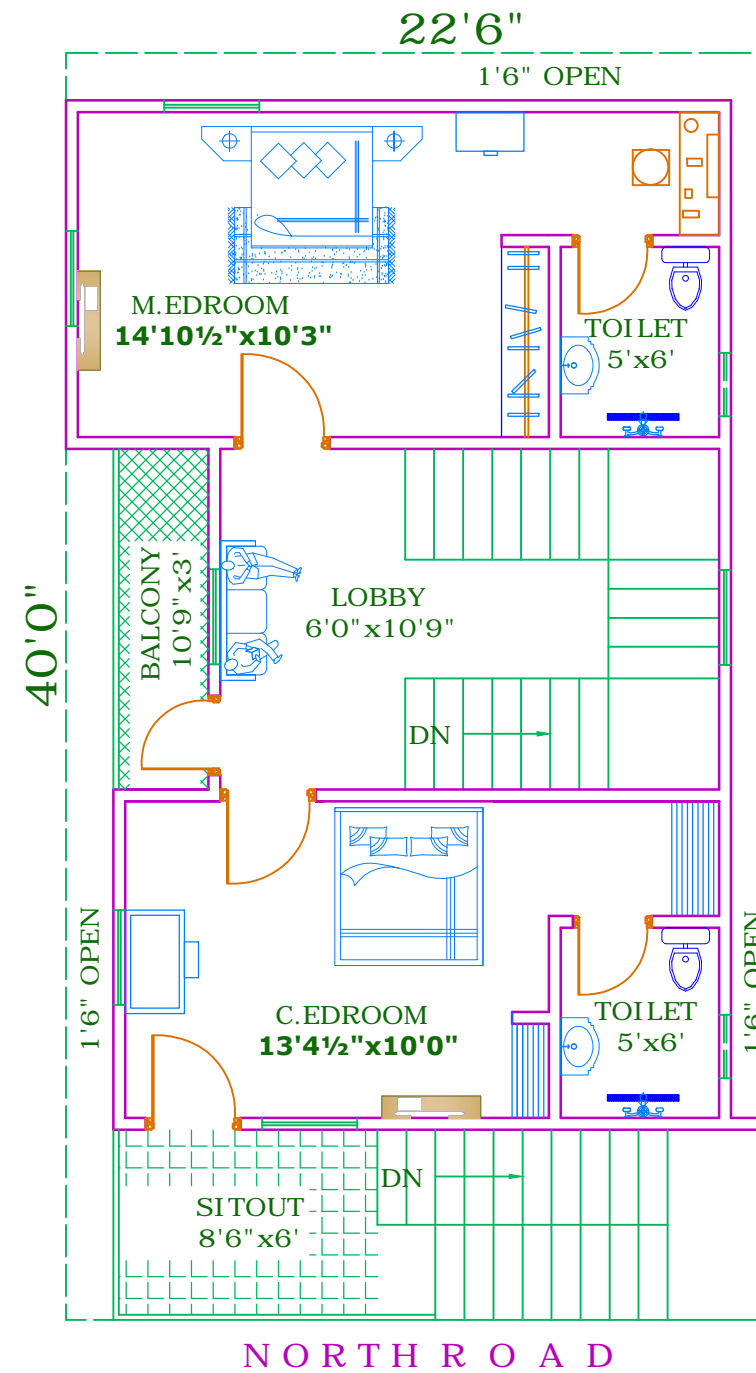 22'6"
1'6" OPEN
M.EDROOM
14'10½"x10'3"
TOILET
5'x6'
40'0"
BALCONY
10'9"x3'
LOBBY
6'0"x10'9"
DN
1'6" OPEN
C.EDROOM
13'4½"x10'0"
TOILET
5'x6'
1'6" OPEN
SITOUT
8'6"x6'
DN
NORTH ROAD